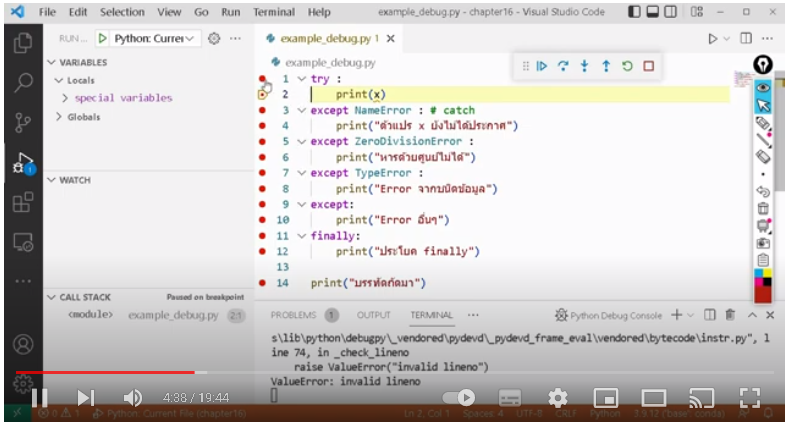 File Edit Selection View Go Run Terminal Help example_debug.py - chapter16 - Visual Studio Code
RUN... Python: Currer ... example_debug.py 1 ×
VARIABLES
Locals
special variables
Globals
WATCH
CALL STACK Paused on breakpoint
<module> example_debug.py 2:1
example_debug.py
1 try :
2 print(x)
3 except NameError : # catch
4 print("ตัวแปร x ยังไม่ได้ประกาศ")
5 except ZeroDivisionError :
6 print("หารด้วยศูนย์ไม่ได้")
7 except TypeError :
8 print("Error จากชนิดข้อมูล")
9 except:
10 print("Error อื่นๆ")
11 finally:
12 print("ประโยค finally")
13
14 print("บรรทัดถัดมา")
PROBLEMS 1 OUTPUT TERMINAL ... Python Debug Console
s\lib\python\debugpy\_vendored\pydevd\_pydevd_frame_eval\vendored\bytecode\instr.py", l
ine 74, in _check_lineno
raise ValueError("invalid lineno")
ValueError: invalid lineno
4:38 / 19:44
0 1 Python: Current File (chapter16) Ln 2, Col 1 Spaces: 4 UTF-8 CRLF Python 3.9.12 ('base': conda)